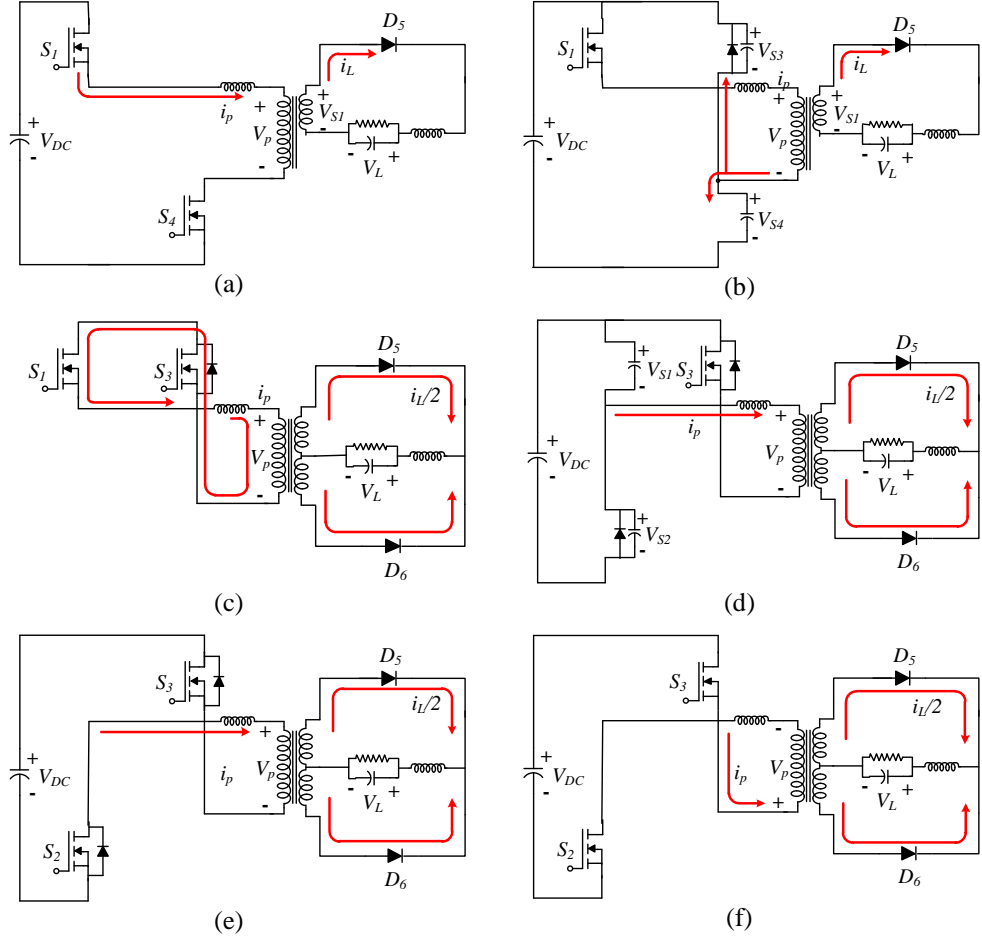 D5
S1
iL
+
ip
+
+
VS1
-
Vp
VDC
-
-
-
+
VL
S4
(a)
D5
S1
+
VS3
-
iL
+
ip
+
+
VS1
-
Vp
VDC
-
-
-
+
VL
+
VS4
-
(b)
D5
S1
S3
ip
iL/2
+
Vp
-
-
+
VL
D6
(c)
D5
+
VS1
-
S3
iL/2
+
ip
+
Vp
VDC
-
-
-
+
VL
+
VS2
-
D6
(d)
D5
S3
iL/2
+
+
VDC
ip
Vp
-
-
-
+
VL
S2
D6
(e)
D5
S3
iL/2
+
-
VDC
ip
Vp
-
+
-
+
VL
S2
D6
(f)